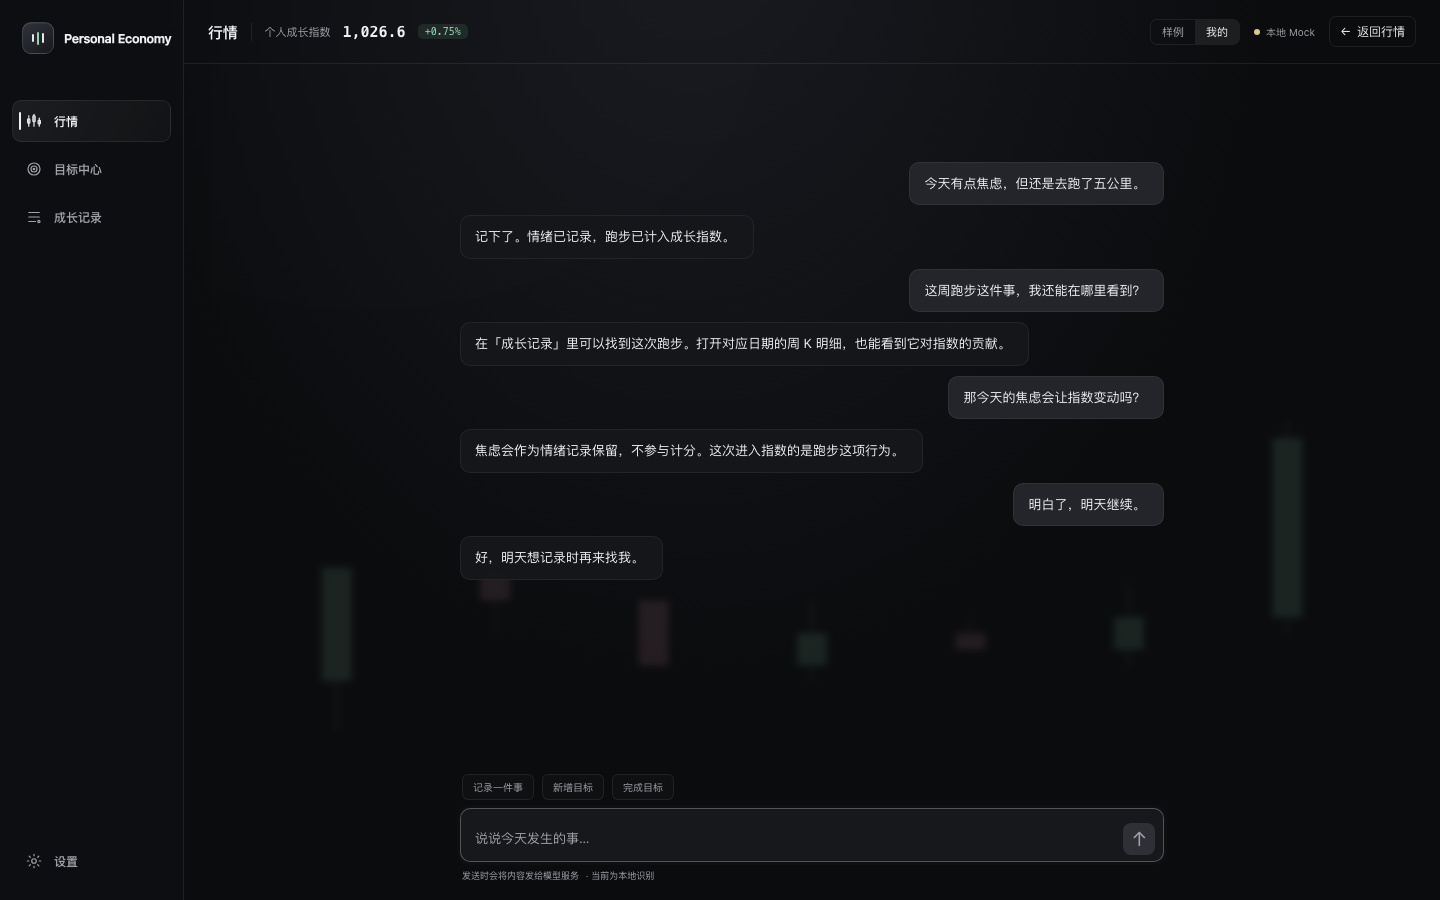 Personal Economy
行情
目标中心
成长记录
设置
行情 个人成长指数 1,026.6 +0.75%
样例 我的 本地 Mock ← 返回行情
今天有点焦虑，但还是去跑了五公里。
记下了。情绪已记录，跑步已计入成长指数。
这周跑步这件事，我还能在哪里看到？
在「成长记录」里可以找到这次跑步。打开对应日期的周 K 明细，也能看到它对指数的贡献。
那今天的焦虑会让指数变动吗？
焦虑会作为情绪记录保留，不参与计分。这次进入指数的是跑步这项行为。
明白了，明天继续。
好，明天想记录时再来找我。
记录一件事 新增目标 完成目标
说说今天发生的事...
发送时会将内容发给模型服务 · 当前为本地识别